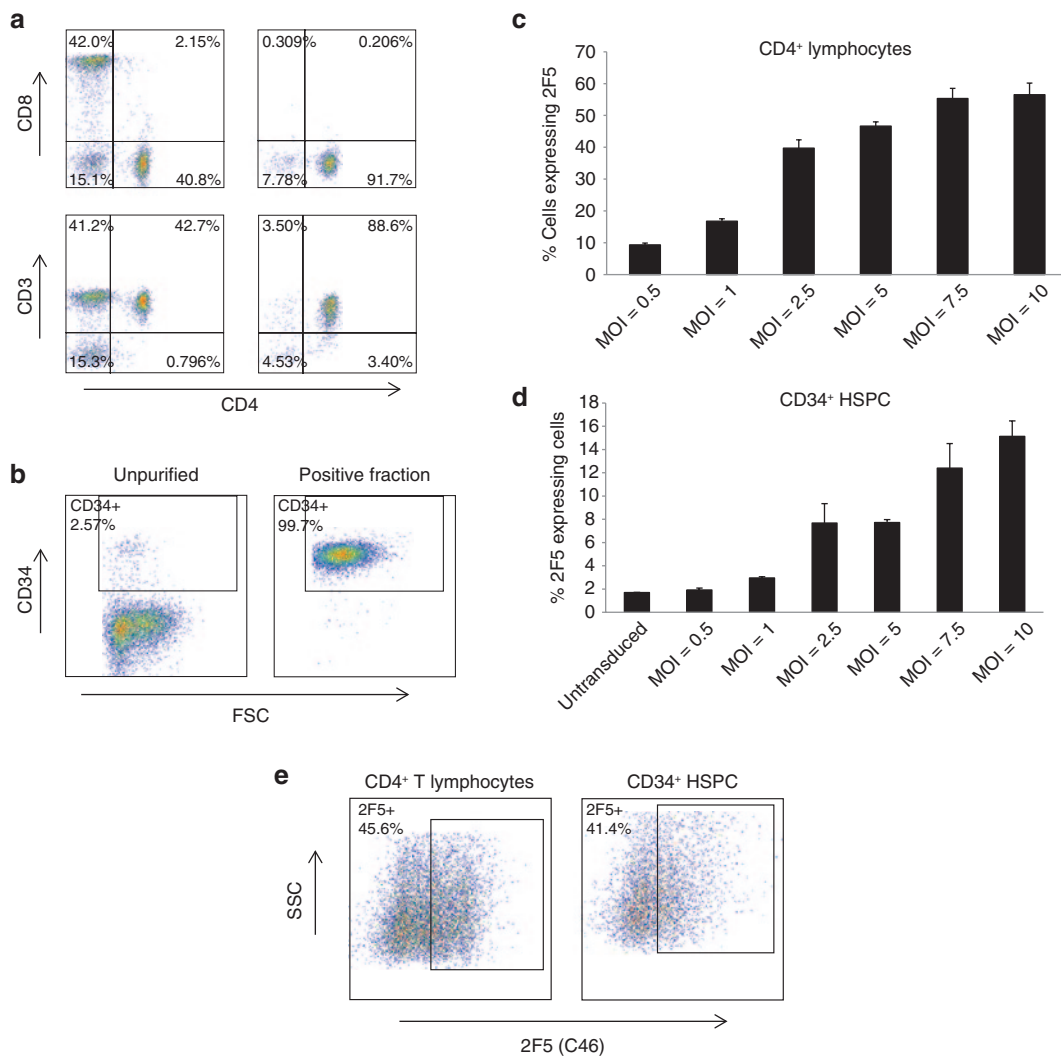 a
42.0% 2.15%
15.1% 40.8%
0.309% 0.206%
7.78% 91.7%
CD8
41.2% 42.7%
15.3% 0.796%
3.50% 88.6%
4.53% 3.40%
CD3
CD4
b
Unpurified
CD34+
2.57%
Positive fraction
CD34+
99.7%
CD34
FSC
c
CD4⁺ lymphocytes
% Cells expressing 2F5
70
60
50
40
30
20
10
0
MOI = 0.5
MOI = 1
MOI = 2.5
MOI = 5
MOI = 7.5
MOI = 10
d
CD34⁺ HSPC
% 2F5 expressing cells
18
16
14
12
10
8
6
4
2
0
Untransduced
MOI = 0.5
MOI = 1
MOI = 2.5
MOI = 5
MOI = 7.5
MOI = 10
e
CD4⁺ T lymphocytes
2F5+
45.6%
CD34⁺ HSPC
2F5+
41.4%
SSC
2F5 (C46)